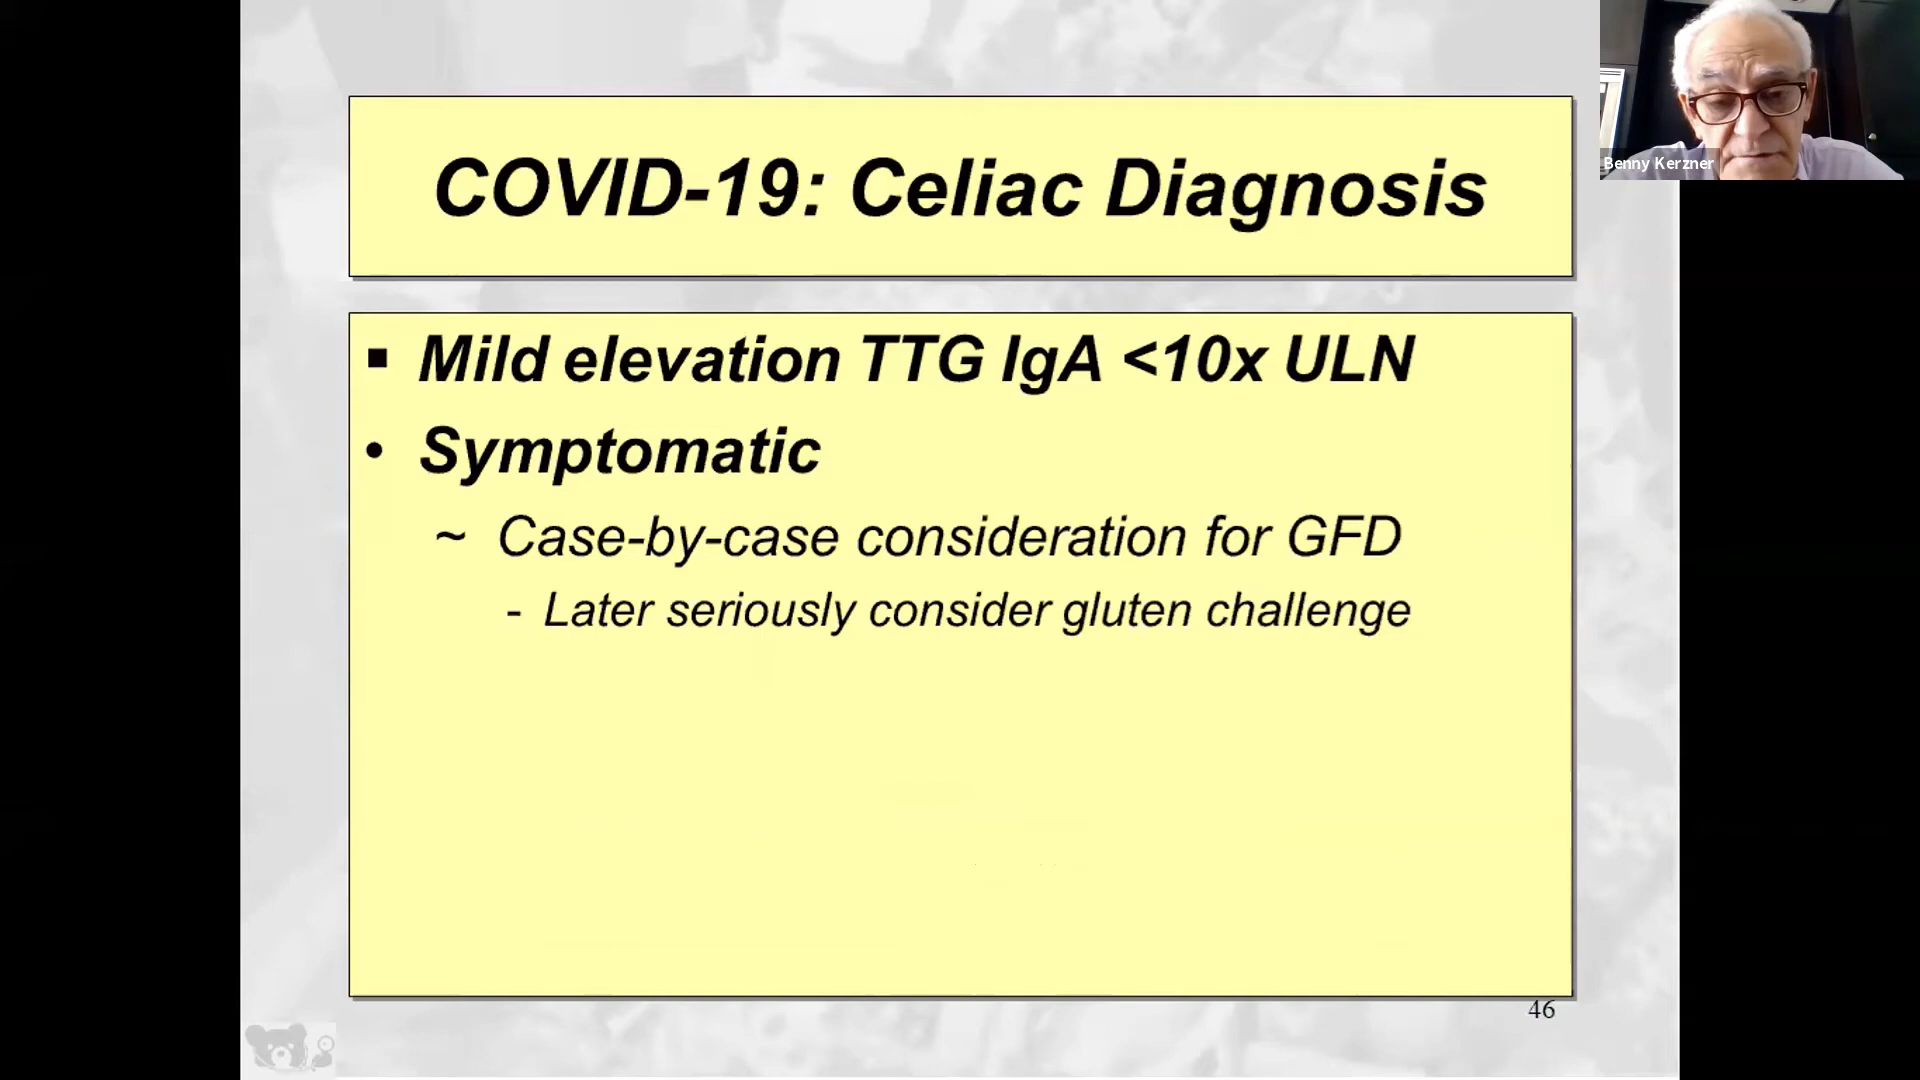 COVID-19: Celiac Diagnosis
Benny Kerzner
▪ Mild elevation TTG IgA <10x ULN
• Symptomatic
~ Case-by-case consideration for GFD
- Later seriously consider gluten challenge
46